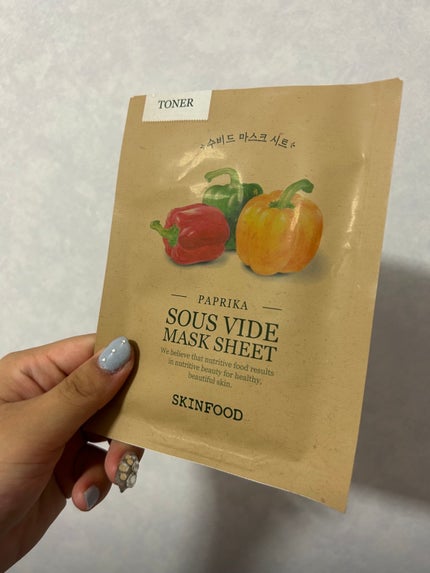 TONER
수비드 마스크 시트
PAPRIKA
SOUS VIDE
MASK SHEET
We believe that nutritive food results
in nutritive beauty for healthy,
beautiful skin.
SKINFOOD